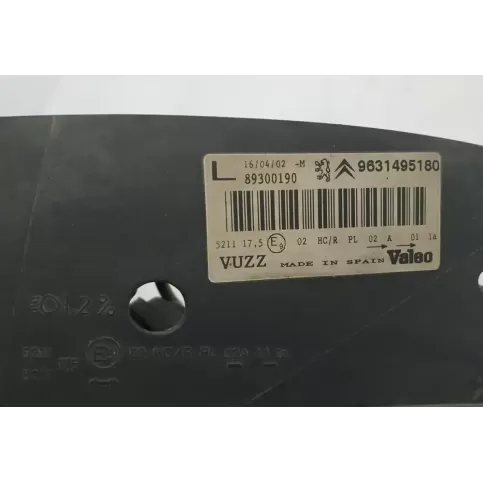 L 16/04/02 -M 9631495180
89300190
5211 17,5 E9 02 HC/R PL 02 A 01 1a
VUZZ MADE IN SPAIN Valeo
1.2%